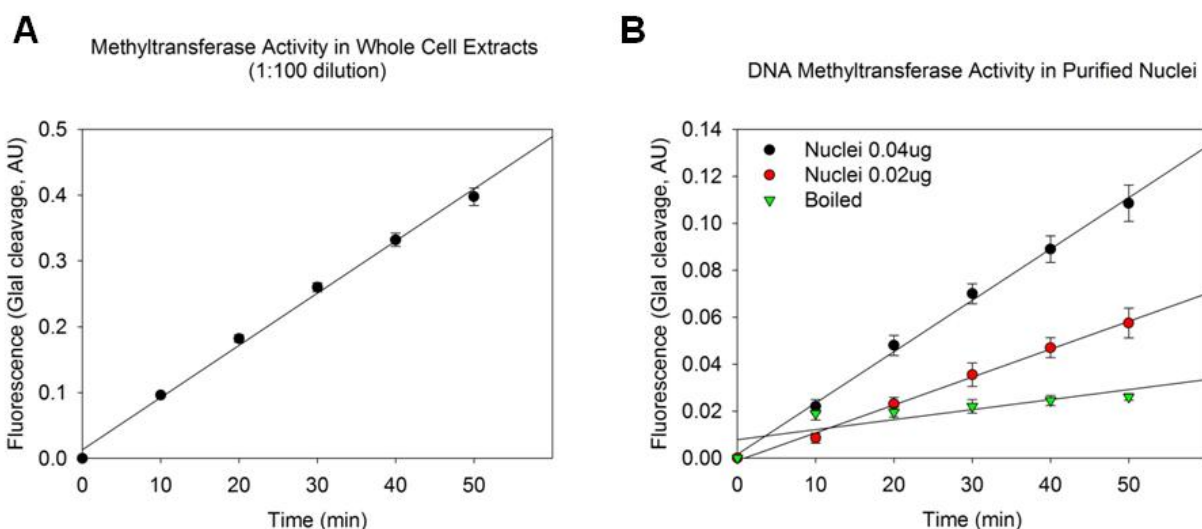 A
Methyltransferase Activity in Whole Cell Extracts
(1:100 dilution)
Fluorescence (GlaI cleavage, AU)
0.5
0.4
0.3
0.2
0.1
0.0
0 10 20 30 40 50
Time (min)
B
DNA Methyltransferase Activity in Purified Nuclei
Fluorescence (GlaI cleavage, AU)
0.14
0.12
0.10
0.08
0.06
0.04
0.02
0.00
Nuclei 0.04ug
Nuclei 0.02ug
Boiled
0 10 20 30 40 50
Time (min)